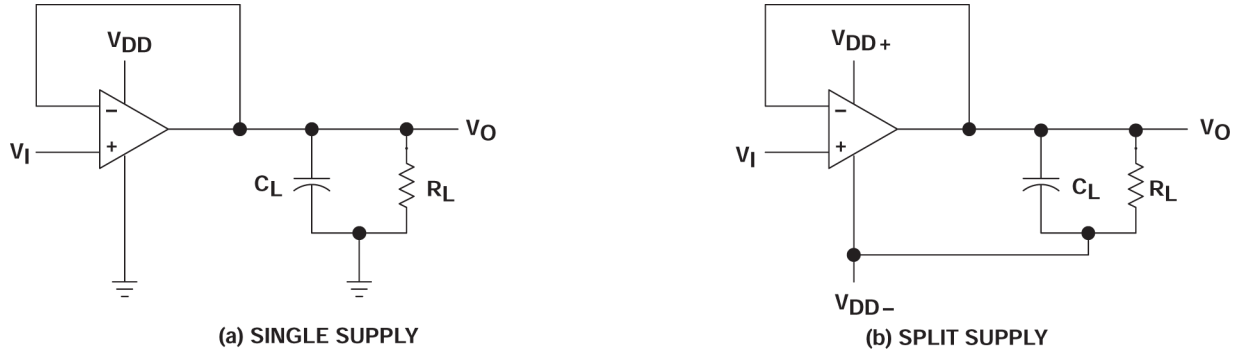 VDD
−
+
VI
VO
CL
RL
(a) SINGLE SUPPLY
VDD+
−
+
VI
VO
CL
RL
VDD−
(b) SPLIT SUPPLY